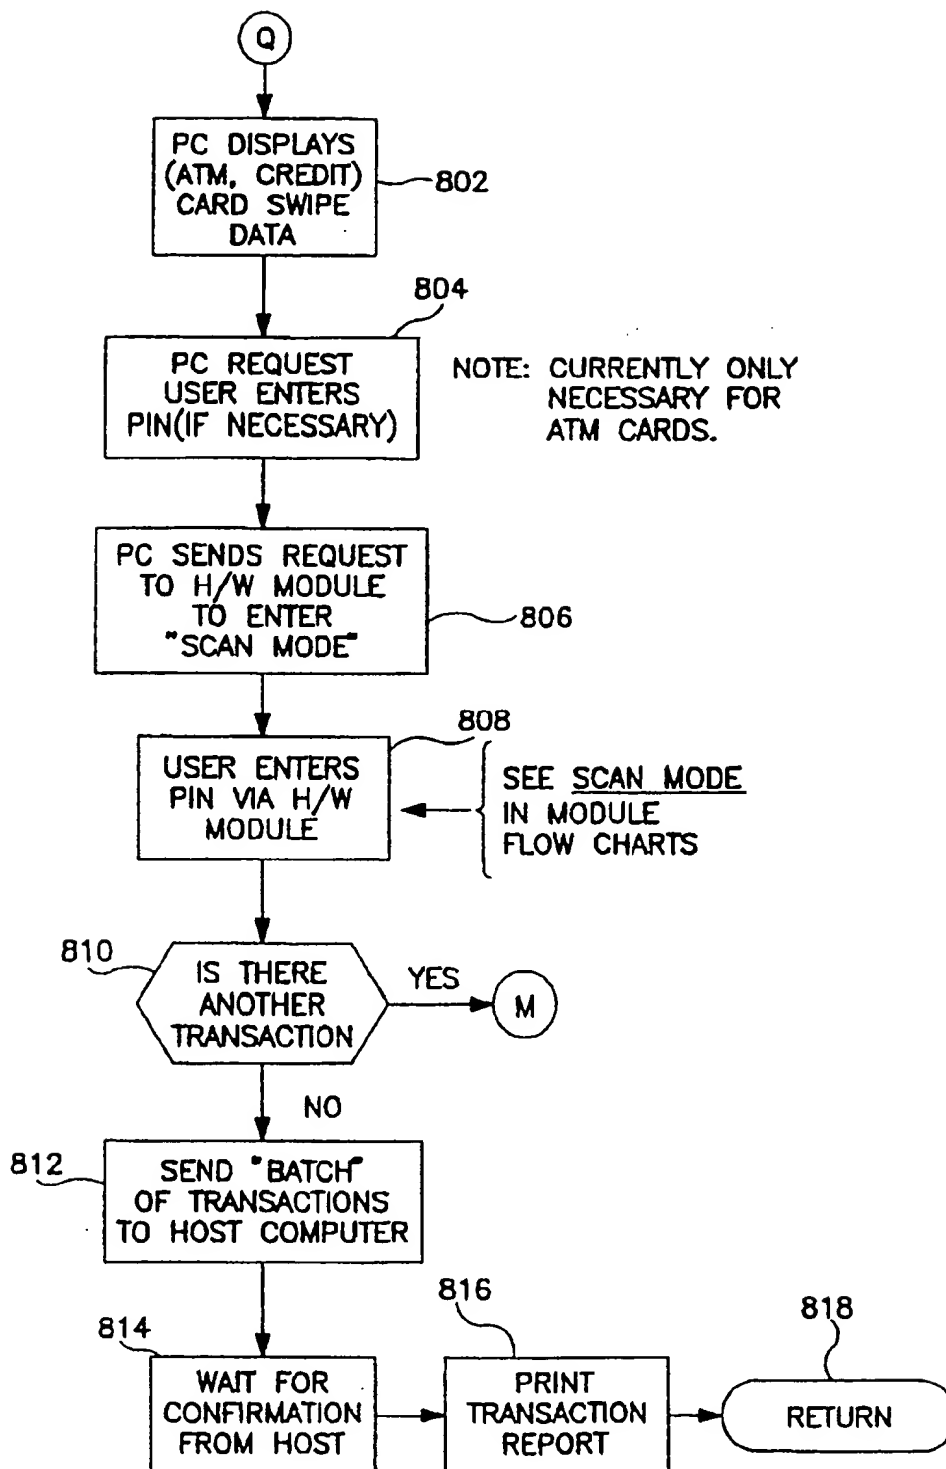 Q
PC DISPLAYS
(ATM, CREDIT)
CARD SWIPE
DATA
802
804
PC REQUEST
USER ENTERS
PIN(IF NECESSARY)
NOTE: CURRENTLY ONLY
NECESSARY FOR
ATM CARDS.
PC SENDS REQUEST
TO H/W MODULE
TO ENTER
"SCAN MODE"
806
808
USER ENTERS
PIN VIA H/W
MODULE
SEE SCAN MODE
IN MODULE
FLOW CHARTS
810
IS THERE
ANOTHER
TRANSACTION
YES
M
NO
812
SEND "BATCH"
OF TRANSACTIONS
TO HOST COMPUTER
814
WAIT FOR
CONFIRMATION
FROM HOST
816
PRINT
TRANSACTION
REPORT
818
RETURN